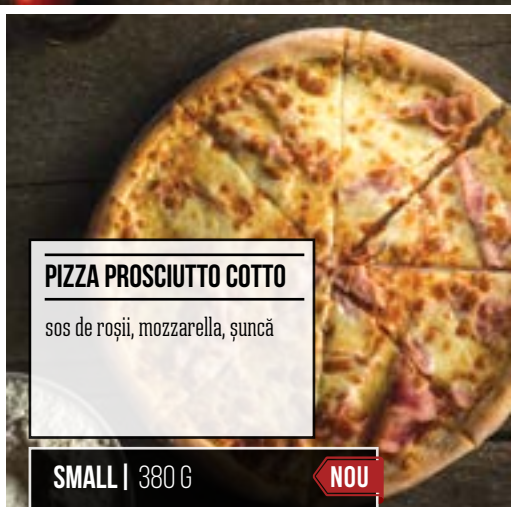 PIZZA PROSCIUTTO COTTO
sos de roșii, mozzarella, șuncă
SMALL | 380 G
NOU